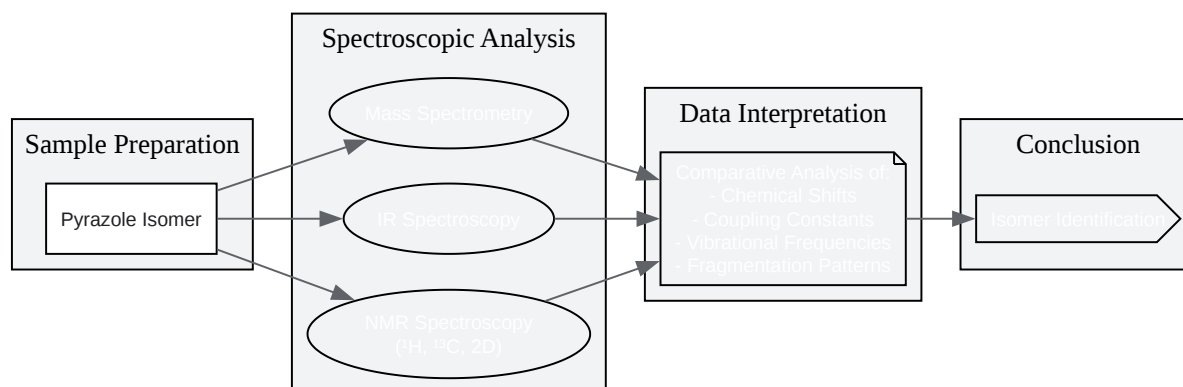 Sample Preparation
Pyrazole Isomer
Spectroscopic Analysis
Mass Spectrometry
IR Spectroscopy
NMR Spectroscopy
(¹H, ¹³C, 2D)
Data Interpretation
Comparative Analysis of:
- Chemical Shifts
- Coupling Constants
- Vibrational Frequencies
- Fragmentation Patterns
Conclusion
Isomer Identification